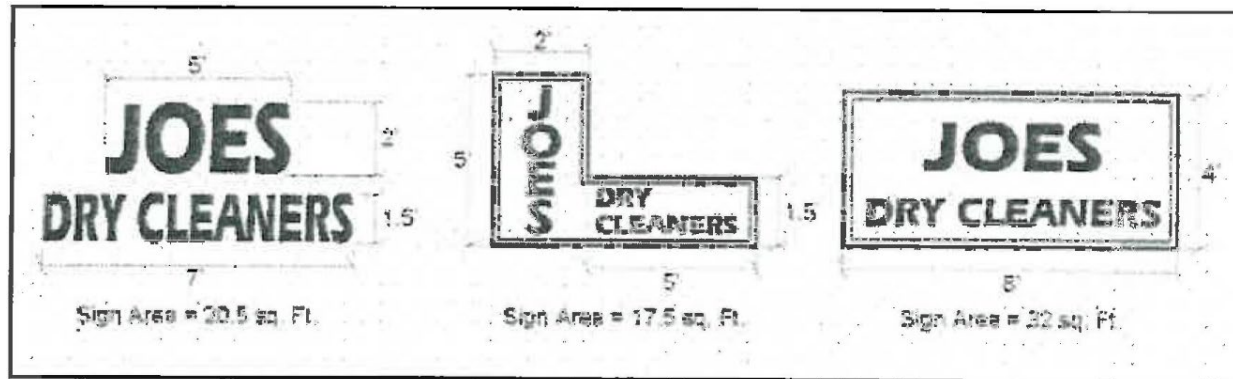 5'
JOES
2'
DRY CLEANERS
1.5'
7'
Sign Area = 20.5 sq. Ft.
2'
5'
JOES
DRY
CLEANERS
1.5
5'
Sign Area = 17.5 sq. Ft.
JOES
DRY CLEANERS
4'
8'
Sign Area = 32 sq. Ft.